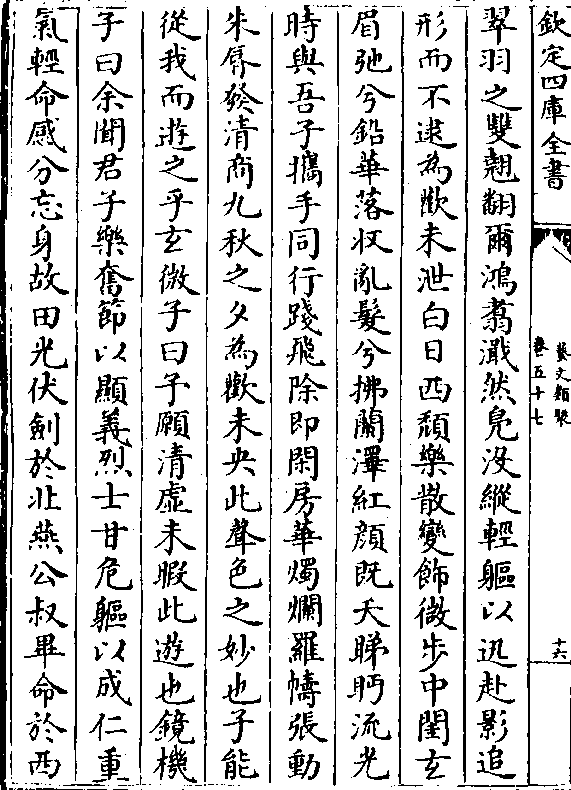 欽定四庫全書
藝文類聚
卷五十七
十六
翠羽之雙翹翻爾鴻翥濈然鳧没縱輕軀以迅赴影追
形而不逮為歡未泄白日西頹樂散變飾微步中閨玄
眉弛兮鉛華落收亂髮兮拂蘭澤紅顔既夭睇眄流光
時與吾子攜手同行踐飛除即閑房華燭爛羅幬張動
朱脣發清商九秋之夕為歡未央此聲色之妙也子能
從我而遊之乎玄微子曰予願清虛未暇此遊也鏡機
子曰余聞君子樂奮節以顯義烈士甘危軀以成仁重
氣輕命感分忘身故田光伏劍於北燕公叔畢命於西